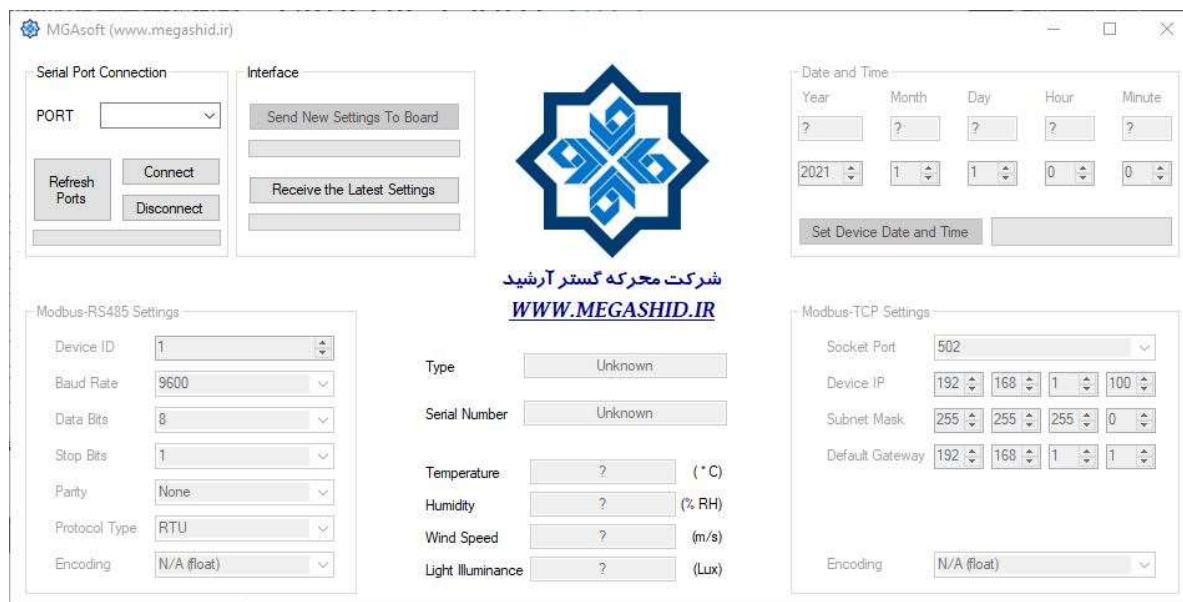 MGAsoft (www.megashid.ir)
Serial Port Connection
PORT
Refresh Ports
Connect
Disconnect
Interface
Send New Settings To Board
Receive the Latest Settings
شرکت محرکه گستر آرشید
WWW.MEGASHID.IR
Date and Time
Year Month Day Hour Minute
? ? ? ? ?
2021 1 1 0 0
Set Device Date and Time
Modbus-RS485 Settings
Device ID 1
Baud Rate 9600
Data Bits 8
Stop Bits 1
Parity None
Protocol Type RTU
Encoding N/A (float)
Type Unknown
Serial Number Unknown
Temperature ? (°C)
Humidity ? (% RH)
Wind Speed ? (m/s)
Light Illuminance ? (Lux)
Modbus-TCP Settings
Socket Port 502
Device IP 192 168 1 100
Subnet Mask 255 255 255 0
Default Gateway 192 168 1 1
Encoding N/A (float)